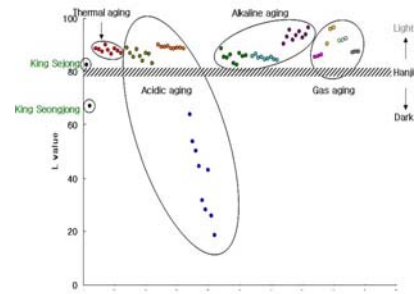 100
Thermal aging
Alkaline aging
Light
King Sejong
80
Hanji
Acidic aging
Gas aging
King Seongjong
Dark
60
L value
40
20
0